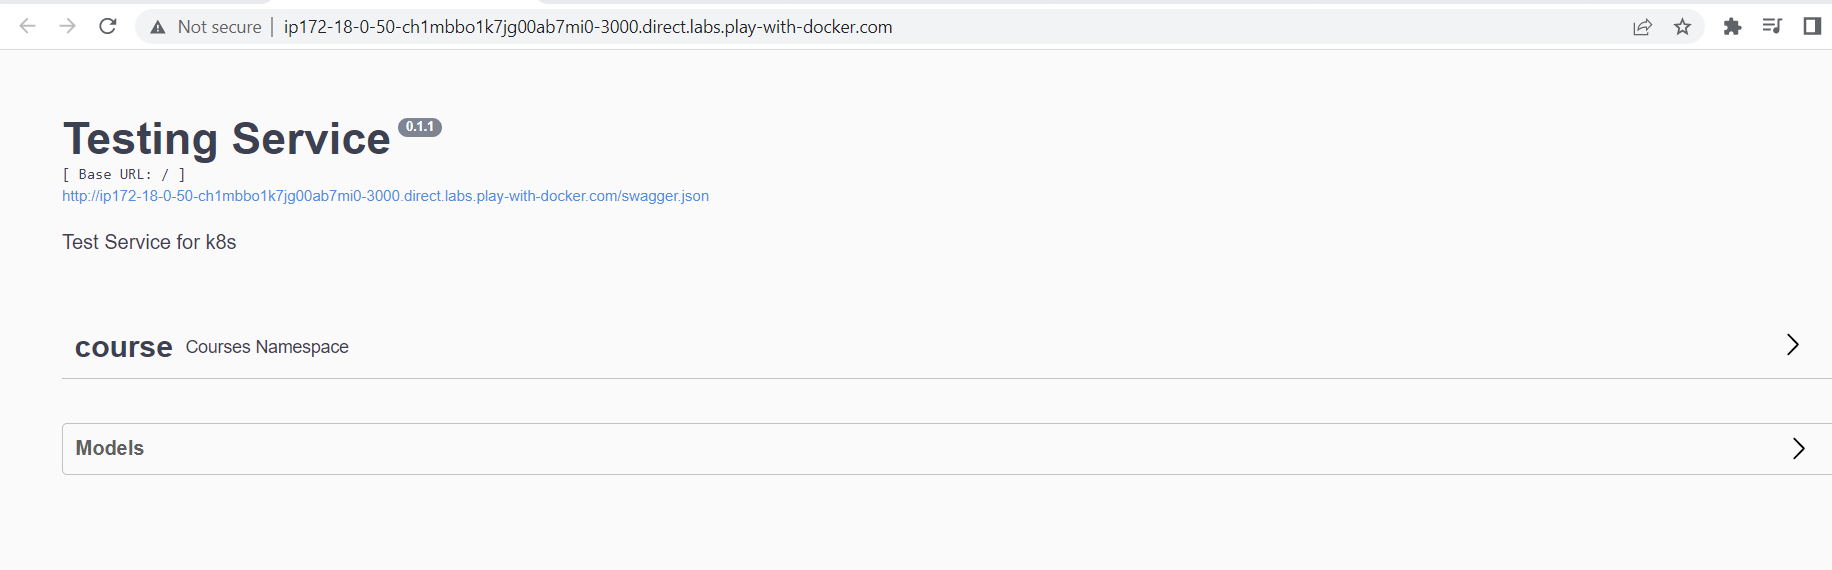 Not secure | ip172-18-0-50-ch1mbbo1k7jg00ab7mi0-3000.direct.labs.play-with-docker.com
Testing Service 0.1.1
[ Base URL: / ]
http://ip172-18-0-50-ch1mbbo1k7jg00ab7mi0-3000.direct.labs.play-with-docker.com/swagger.json
Test Service for k8s
course Courses Namespace
Models